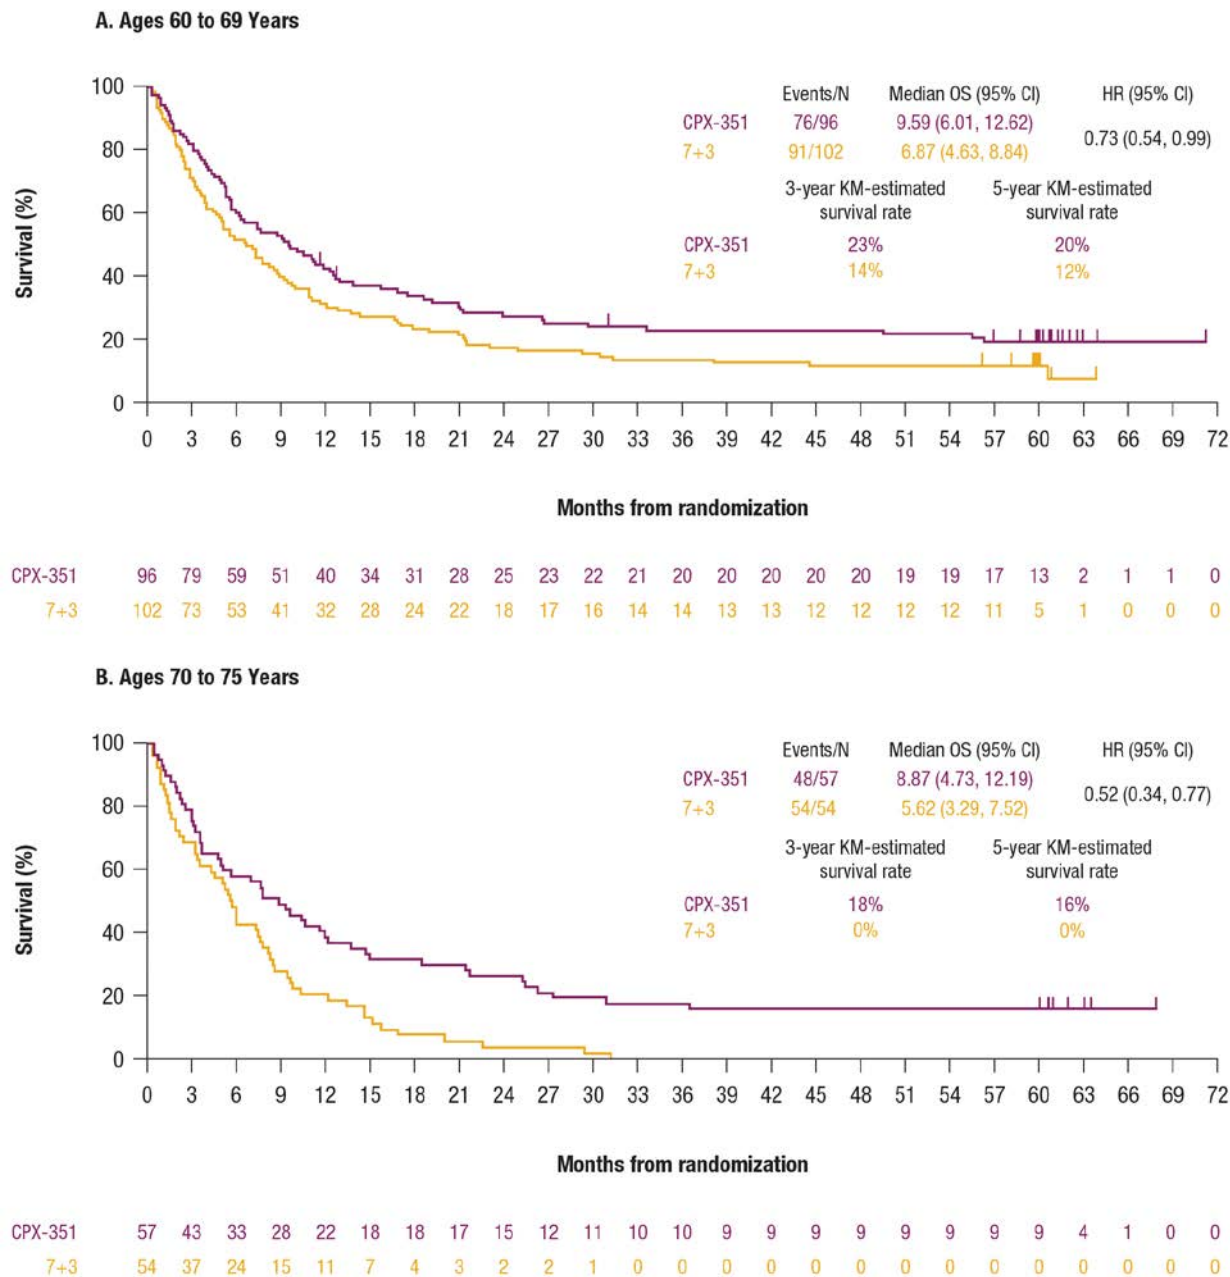 A. Ages 60 to 69 Years
Events/N Median OS (95% CI) HR (95% CI)
CPX-351 76/96 9.59 (6.01, 12.62)
0.73 (0.54, 0.99)
7+3 91/102 6.87 (4.63, 8.84)
3-year KM-estimated 5-year KM-estimated
survival rate survival rate
CPX-351 23% 20%
7+3 14% 12%
Survival (%)
100
80
60
40
20
0
0 3 6 9 12 15 18 21 24 27 30 33 36 39 42 45 48 51 54 57 60 63 66 69 72
Months from randomization
CPX-351 96 79 59 51 40 34 31 28 25 23 22 21 20 20 20 20 20 19 19 17 13 2 1 1 0
7+3 102 73 53 41 32 28 24 22 18 17 16 14 14 13 13 12 12 12 12 11 5 1 0 0 0
B. Ages 70 to 75 Years
Events/N Median OS (95% CI) HR (95% CI)
CPX-351 48/57 8.87 (4.73, 12.19)
0.52 (0.34, 0.77)
7+3 54/54 5.62 (3.29, 7.52)
3-year KM-estimated 5-year KM-estimated
survival rate survival rate
CPX-351 18% 16%
7+3 0% 0%
Survival (%)
100
80
60
40
20
0
0 3 6 9 12 15 18 21 24 27 30 33 36 39 42 45 48 51 54 57 60 63 66 69 72
Months from randomization
CPX-351 57 43 33 28 22 18 18 17 15 12 11 10 10 9 9 9 9 9 9 9 9 4 1 0 0
7+3 54 37 24 15 11 7 4 3 2 2 1 0 0 0 0 0 0 0 0 0 0 0 0 0 0